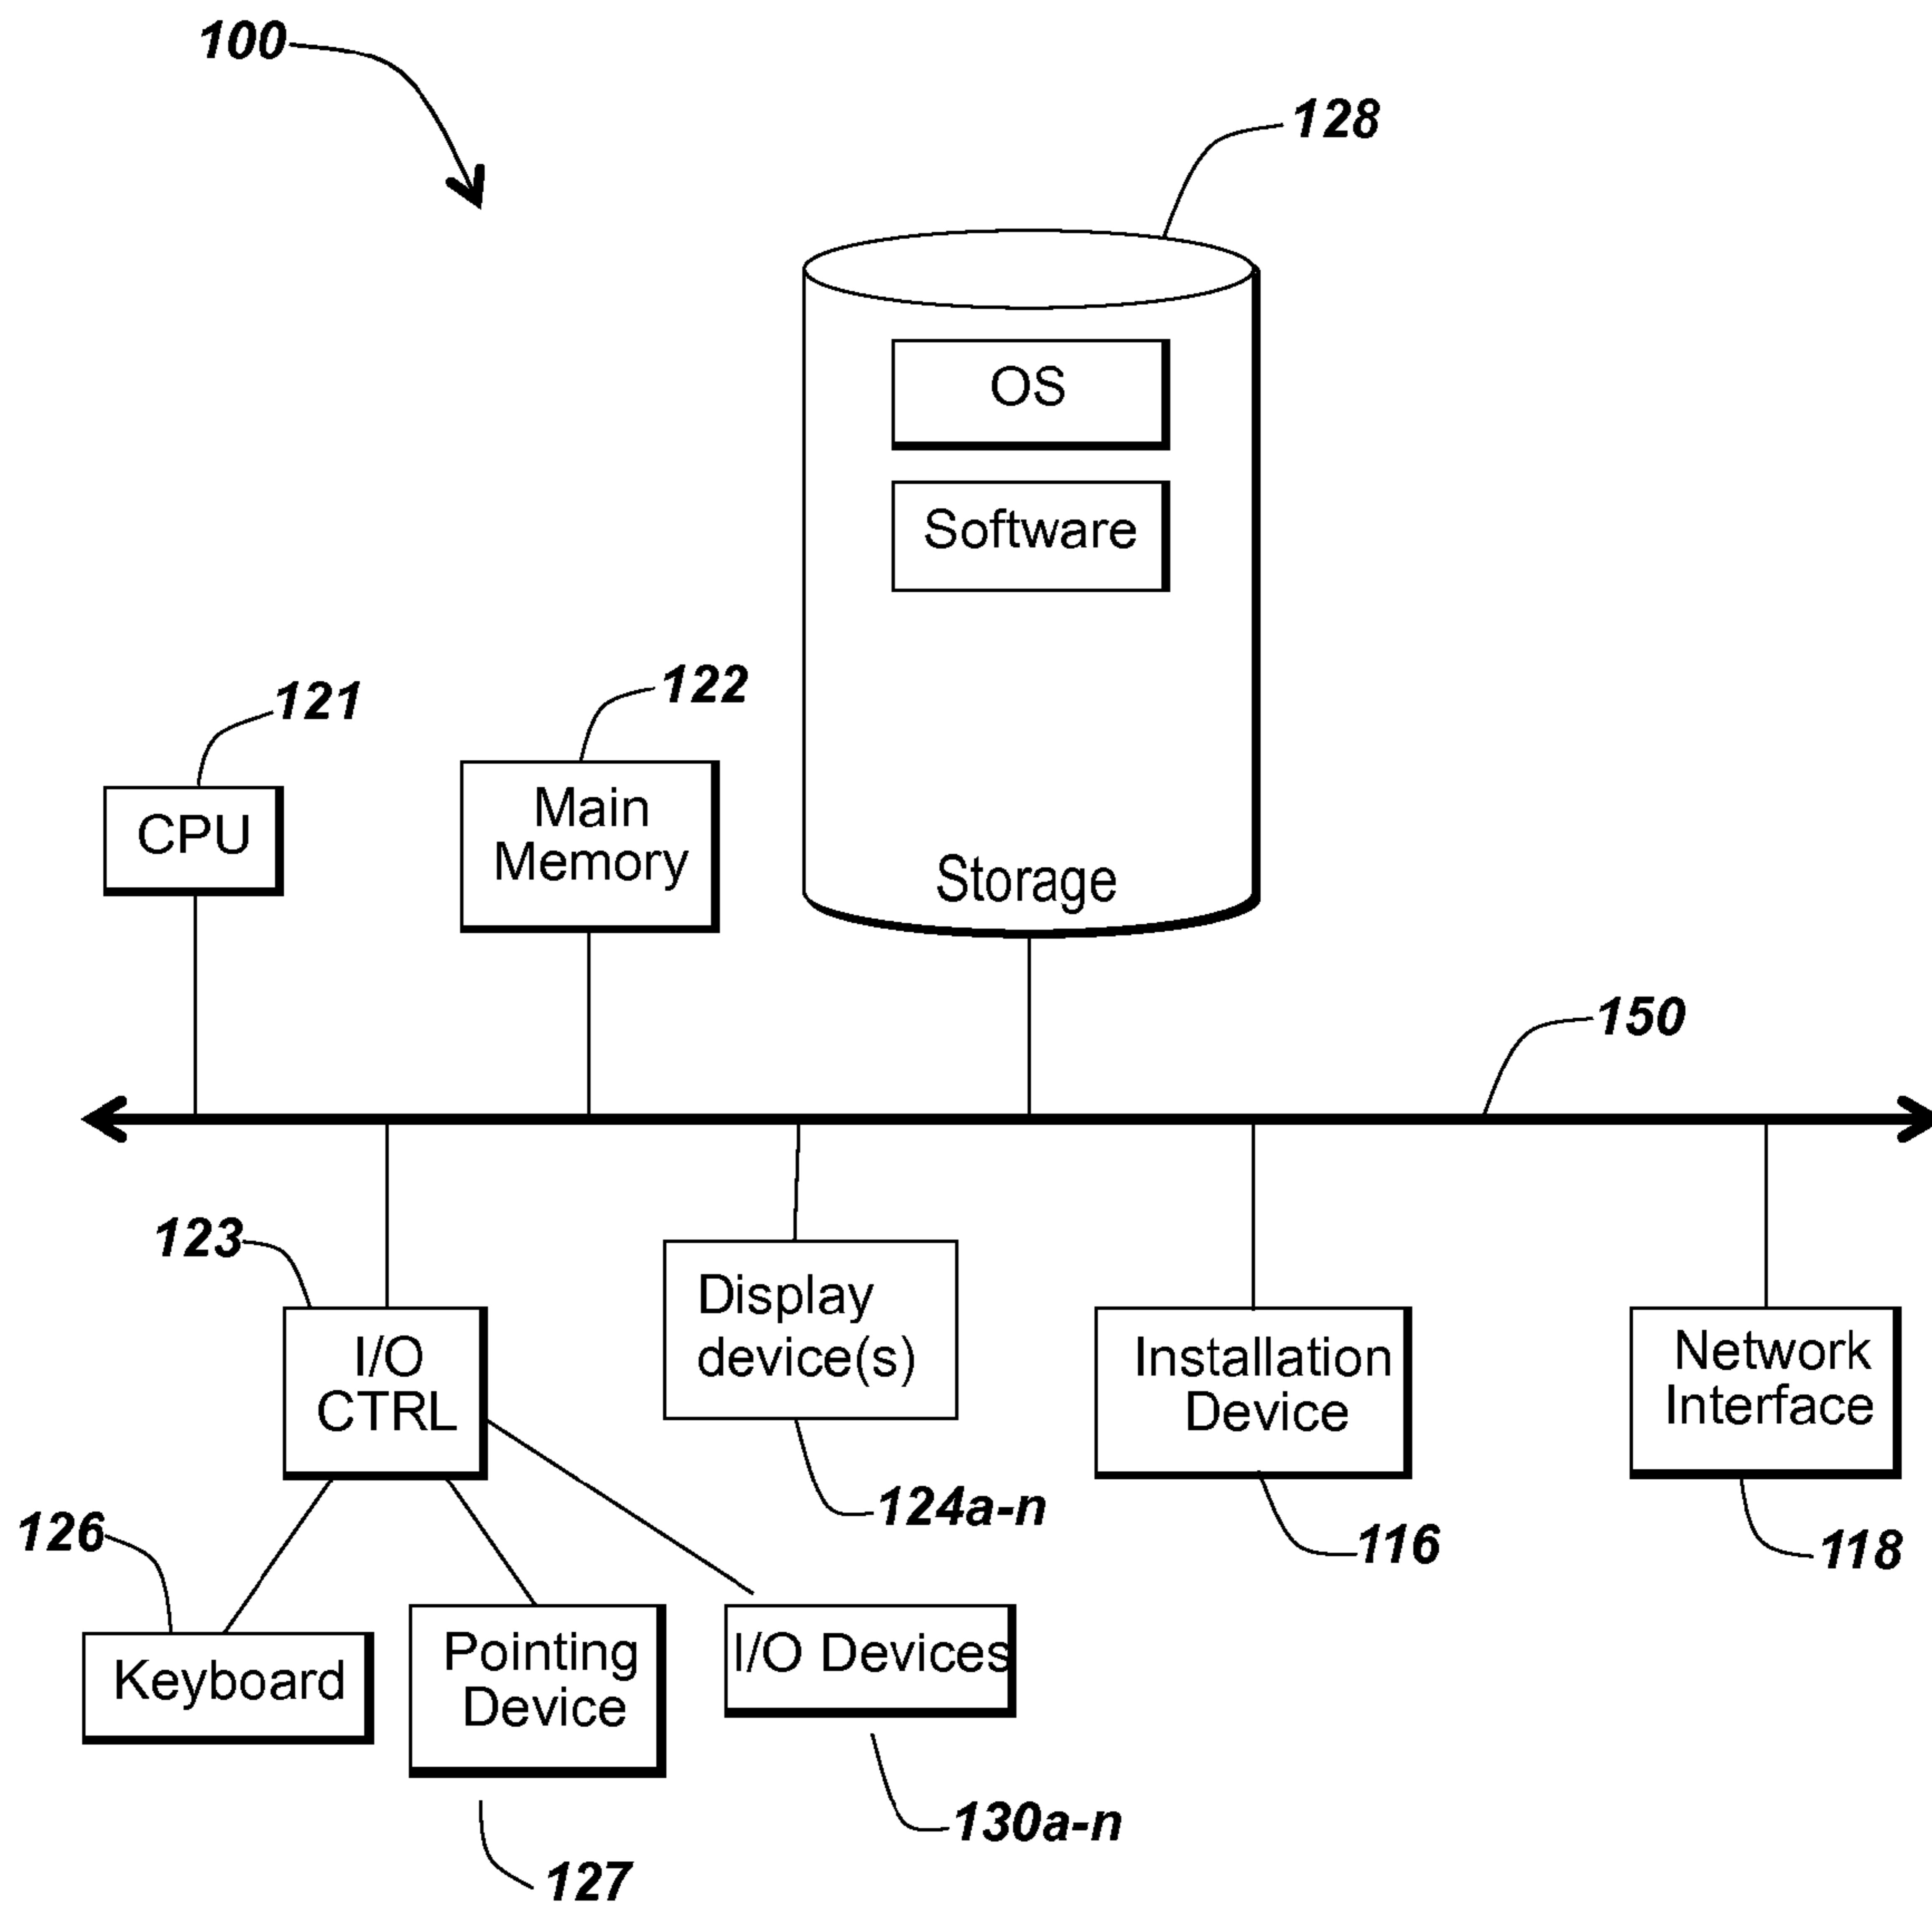 100
128
OS
Software
121
122
CPU
Main
Memory
Storage
150
123
I/O
CTRL
Display
device(s)
Installation
Device
Network
Interface
124a-n
116
118
126
Keyboard
Pointing
Device
I/O Devices
130a-n
127